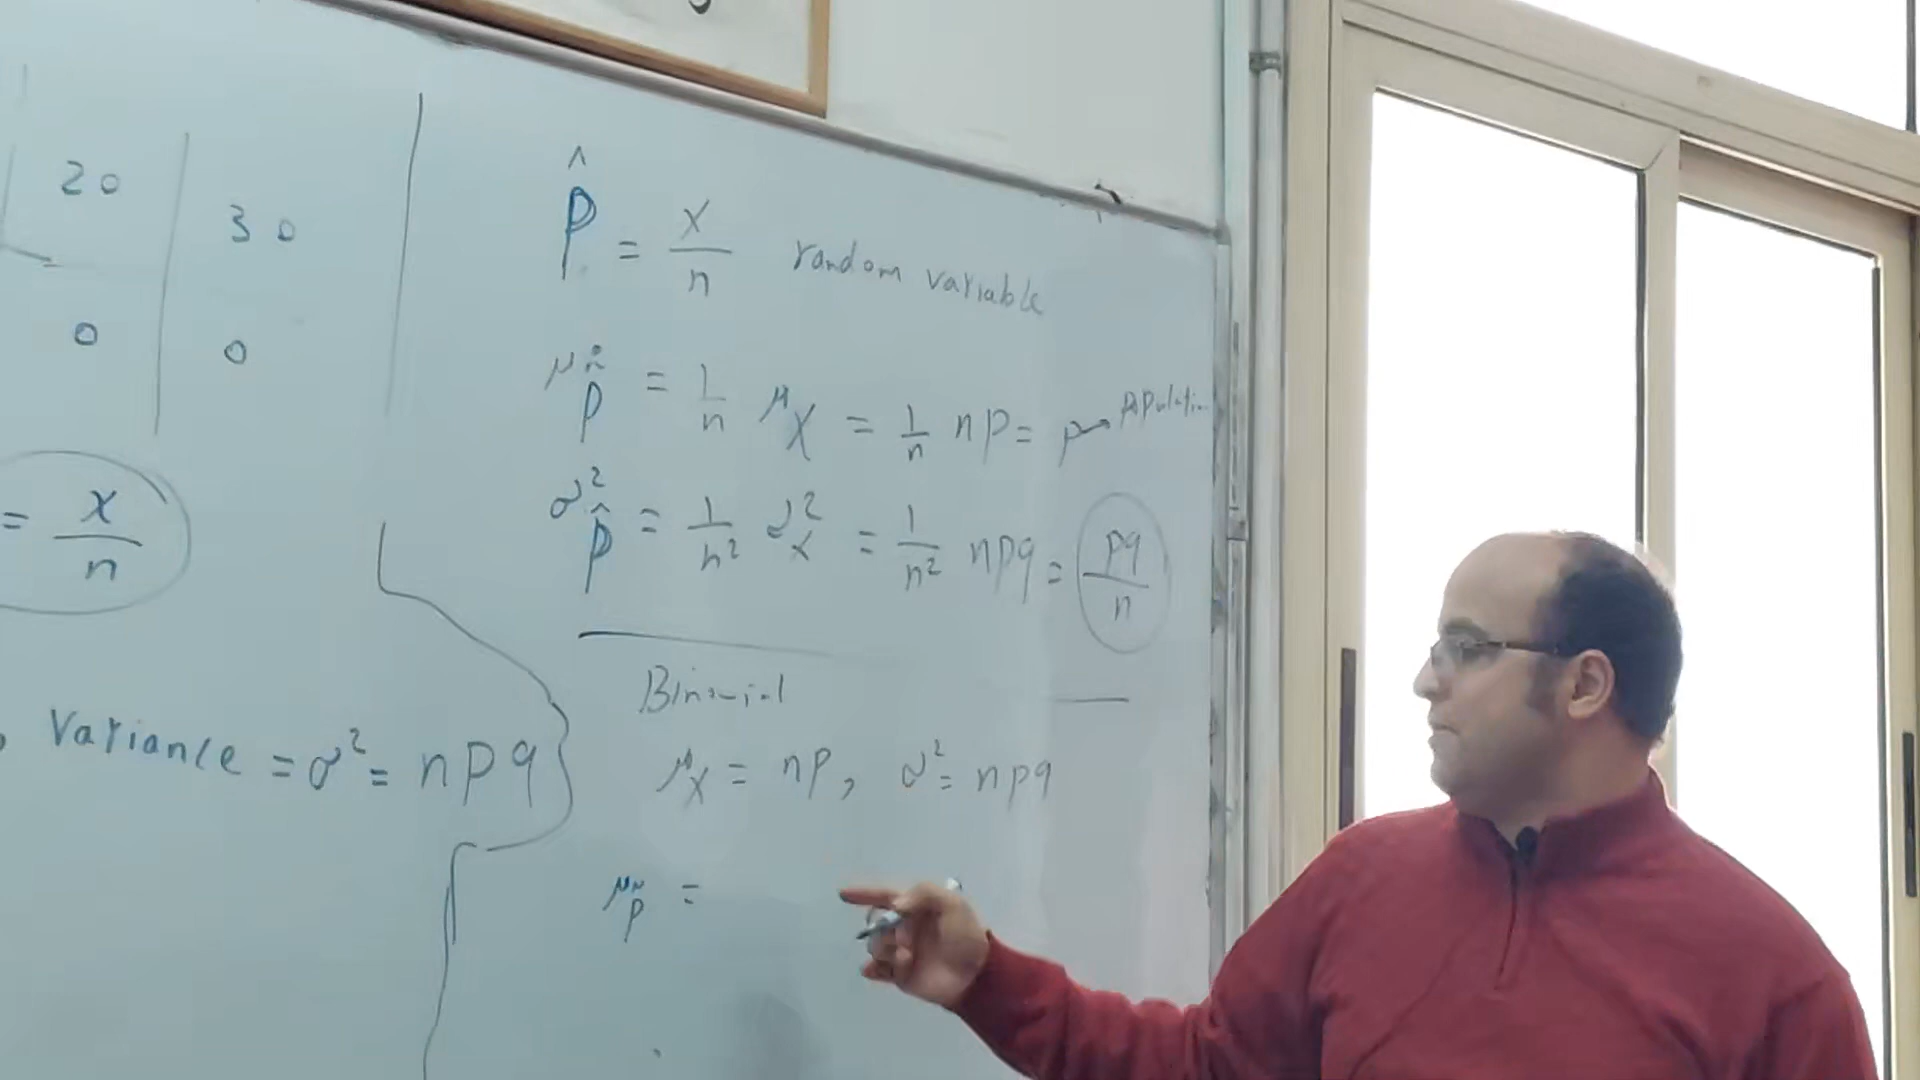 20 30
0 0
= x/n
Variance = σ² = npq
p̂ = x/n random variable
μp̂ = 1/n μx = 1/n np = p → population
σ²p̂ = 1/n² σ²x = 1/n² npq = pq/n
Binomial
μx = np, σ² = npq
μp̂ =